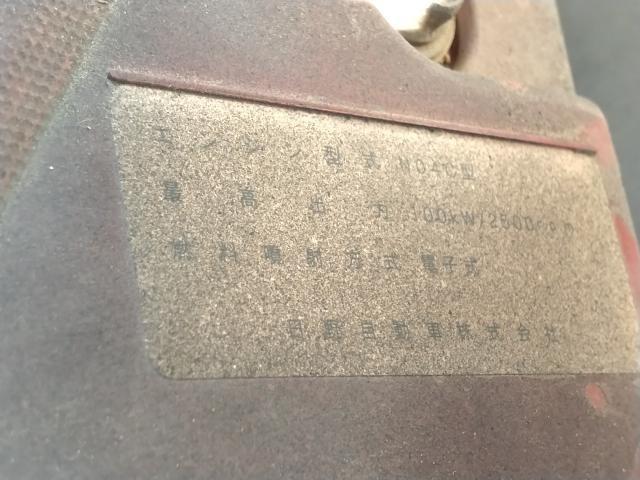 エンジン型式 N04C型
最高出力 100kW/2500rpm
燃料噴射方式 電子式
日野自動車株式会社